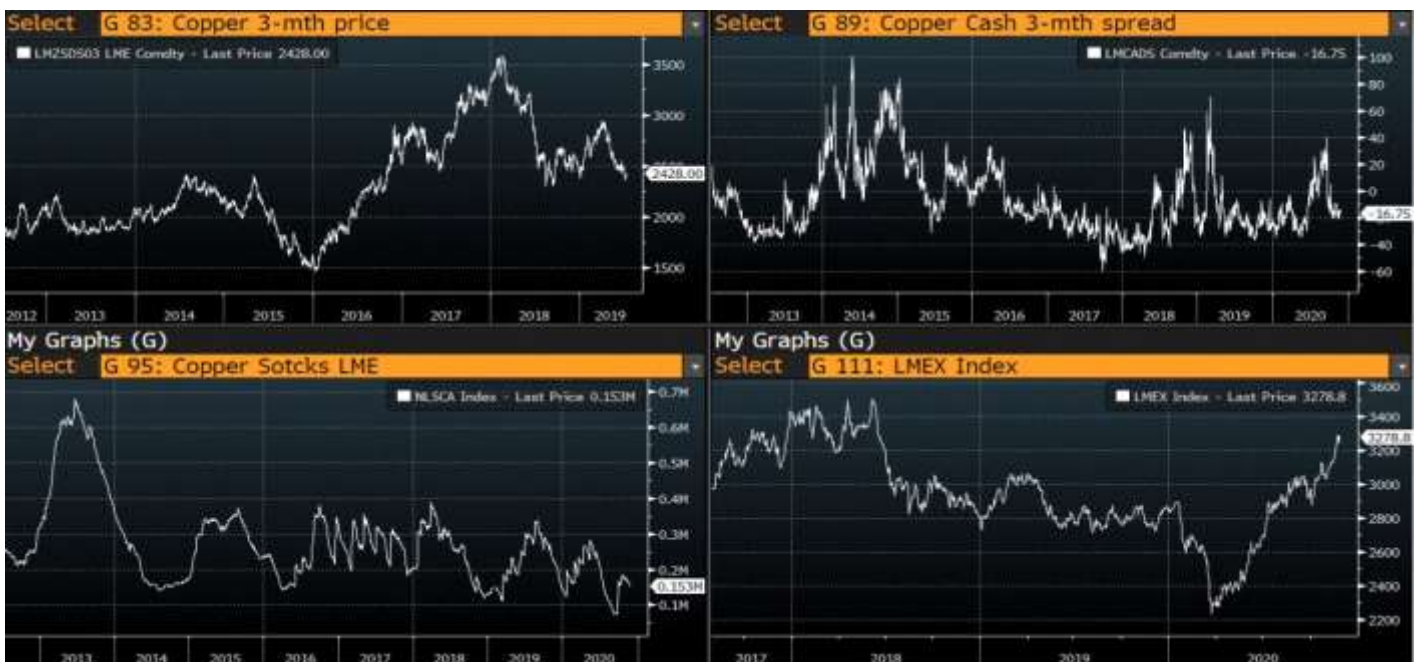 Select G 83: Copper 3-mth price
LMZSDS03 LME Comdty - Last Price 2428.00
3500
3000
2500
2428.00
2000
1500
2012 2013 2014 2015 2016 2017 2018 2019
Select G 89: Copper Cash 3-mth spread
LMCADS Comdty - Last Price -16.75
100
80
60
40
20
0
-16.75
-40
-60
2013 2014 2015 2016 2017 2018 2019 2020
My Graphs (G)
Select G 95: Copper Sotcks LME
NLSCA Index - Last Price 0.153M
0.7M
0.6M
0.5M
0.4M
0.3M
0.2M
0.153M
0.1M
2013 2014 2015 2016 2017 2018 2019 2020
My Graphs (G)
Select G 111: LMEX Index
LMEX Index - Last Price 3278.8
3600
3400
3278.8
3200
3000
2800
2600
2400
2200
2017 2018 2019 2020